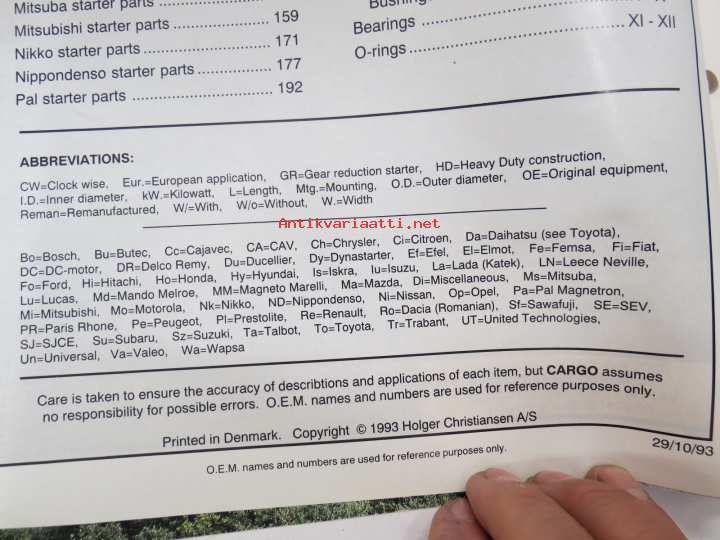 Mitsuba starter parts
Mitsubishi starter parts ........................ 159
Nikko starter parts ............................... 171
Nippondenso starter parts .................. 177
Pal starter parts .................................. 192
Bearings
O-rings ................................................ XI - XII
ABBREVIATIONS:
CW=Clock wise, Eur.=European application, GR=Gear reduction starter, HD=Heavy Duty construction,
I.D.=Inner diameter, kW.=Kilowatt, L=Length, Mtg.=Mounting, O.D.=Outer diameter, OE=Original equipment,
Reman=Remanufactured, W/=With, W/o=Without, W.=Width
Antikvariaatti.net
Bo=Bosch, Bu=Butec, Cc=Cajavec, CA=CAV, Ch=Chrysler, Ci=Citroen, Da=Daihatsu (see Toyota),
DC=DC-motor, DR=Delco Remy, Du=Ducellier, Dy=Dynastarter, Ef=Efel, El=Elmot, Fe=Femsa, Fi=Fiat,
Fo=Ford, Hi=Hitachi, Ho=Honda, Hy=Hyundai, Is=Iskra, Iu=Isuzu, La=Lada (Katek), LN=Leece Neville,
Lu=Lucas, Md=Mando Melroe, MM=Magneto Marelli, Ma=Mazda, Di=Miscellaneous, Ms=Mitsuba,
Mi=Mitsubishi, Mo=Motorola, Nk=Nikko, ND=Nippondenso, Ni=Nissan, Op=Opel, Pa=Pal Magnetron,
PR=Paris Rhone, Pe=Peugeot, Pl=Prestolite, Re=Renault, Ro=Dacia (Romanian), Sf=Sawafuji, SE=SEV,
SJ=SJCE, Su=Subaru, Sz=Suzuki, Ta=Talbot, To=Toyota, Tr=Trabant, UT=United Technologies,
Un=Universal, Va=Valeo, Wa=Wapsa
Care is taken to ensure the accuracy of describtions and applications of each item, but CARGO assumes
no responsibility for possible errors. O.E.M. names and numbers are used for reference purposes only.
Printed in Denmark. Copyright © 1993 Holger Christiansen A/S
29/10/93
O.E.M. names and numbers are used for reference purposes only.